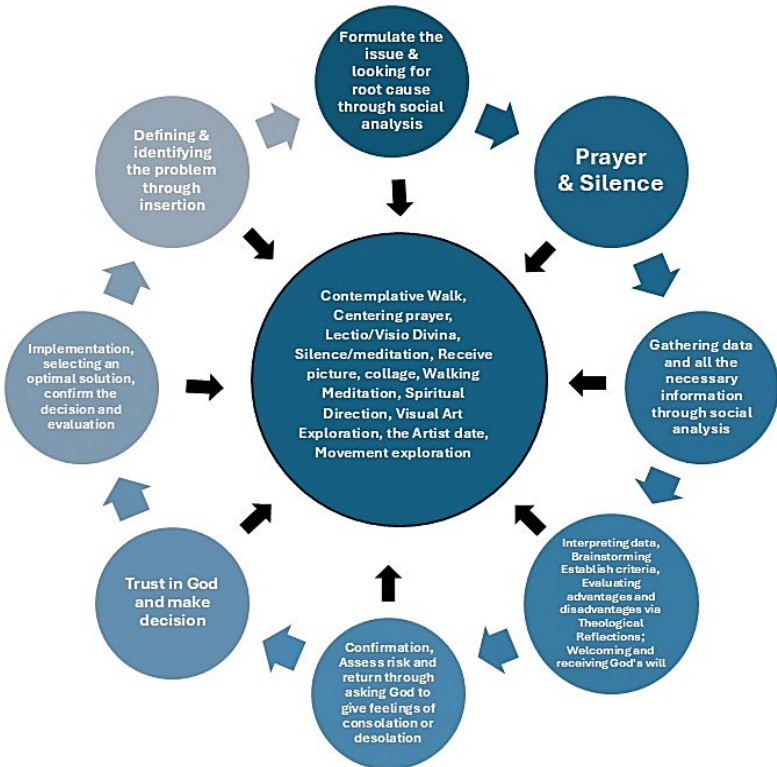 Formulate the
issue &
looking for
root cause
through social
analysis
Prayer
& Silence
Gathering data
and all the
necessary
information
through social
analysis
Interpreting data,
Brainstorming
Establish criteria,
Evaluating
advantages and
disadvantages via
Theological
Reflections;
Welcoming and
receiving God's will
Confirmation,
Assess risk and
return through
asking God to
give feelings of
consolation or
desolation
Trust in God
and make
decision
Implementation,
selecting an
optimal solution,
confirm the
decision and
evaluation
Defining &
identifying
the problem
through
insertion
Contemplative Walk,
Centering prayer,
Lectio/Visio Divina,
Silence/meditation, Receive
picture, collage, Walking
Meditation, Spiritual
Direction, Visual Art
Exploration, the Artist date,
Movement exploration